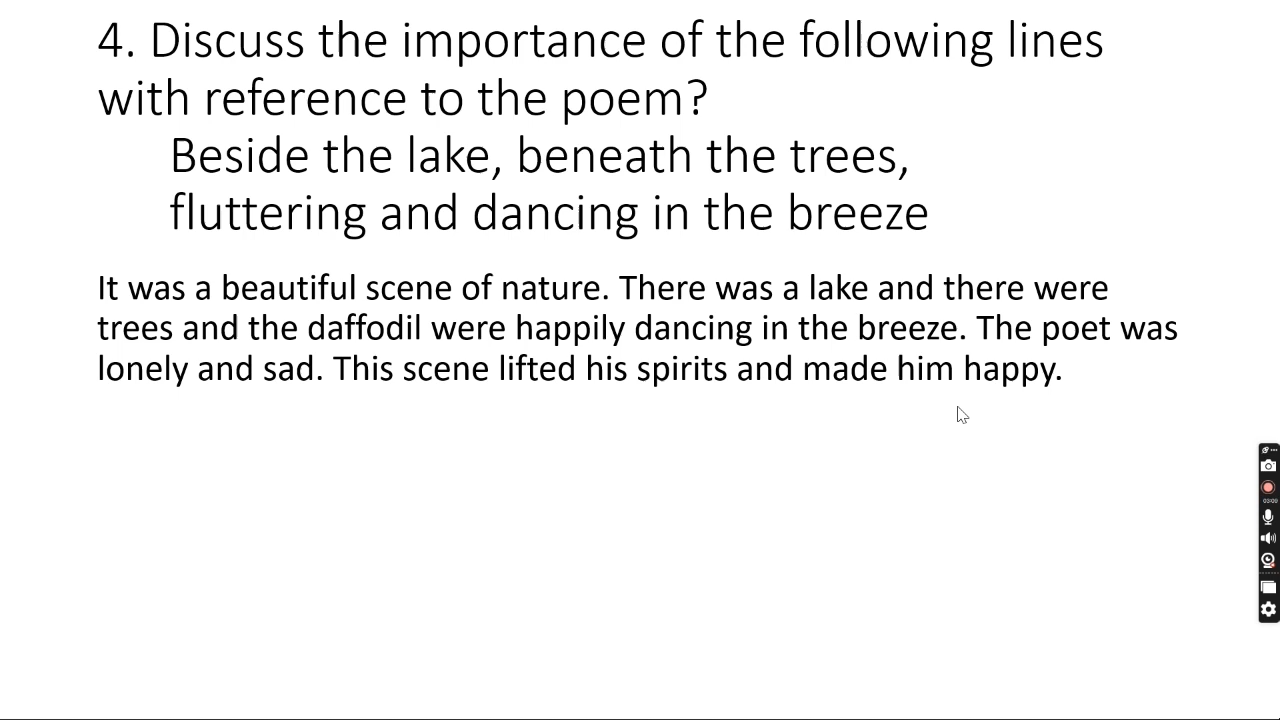 4. Discuss the importance of the following lines
with reference to the poem?
Beside the lake, beneath the trees,
fluttering and dancing in the breeze
It was a beautiful scene of nature. There was a lake and there were
trees and the daffodil were happily dancing in the breeze. The poet was
lonely and sad. This scene lifted his spirits and made him happy.